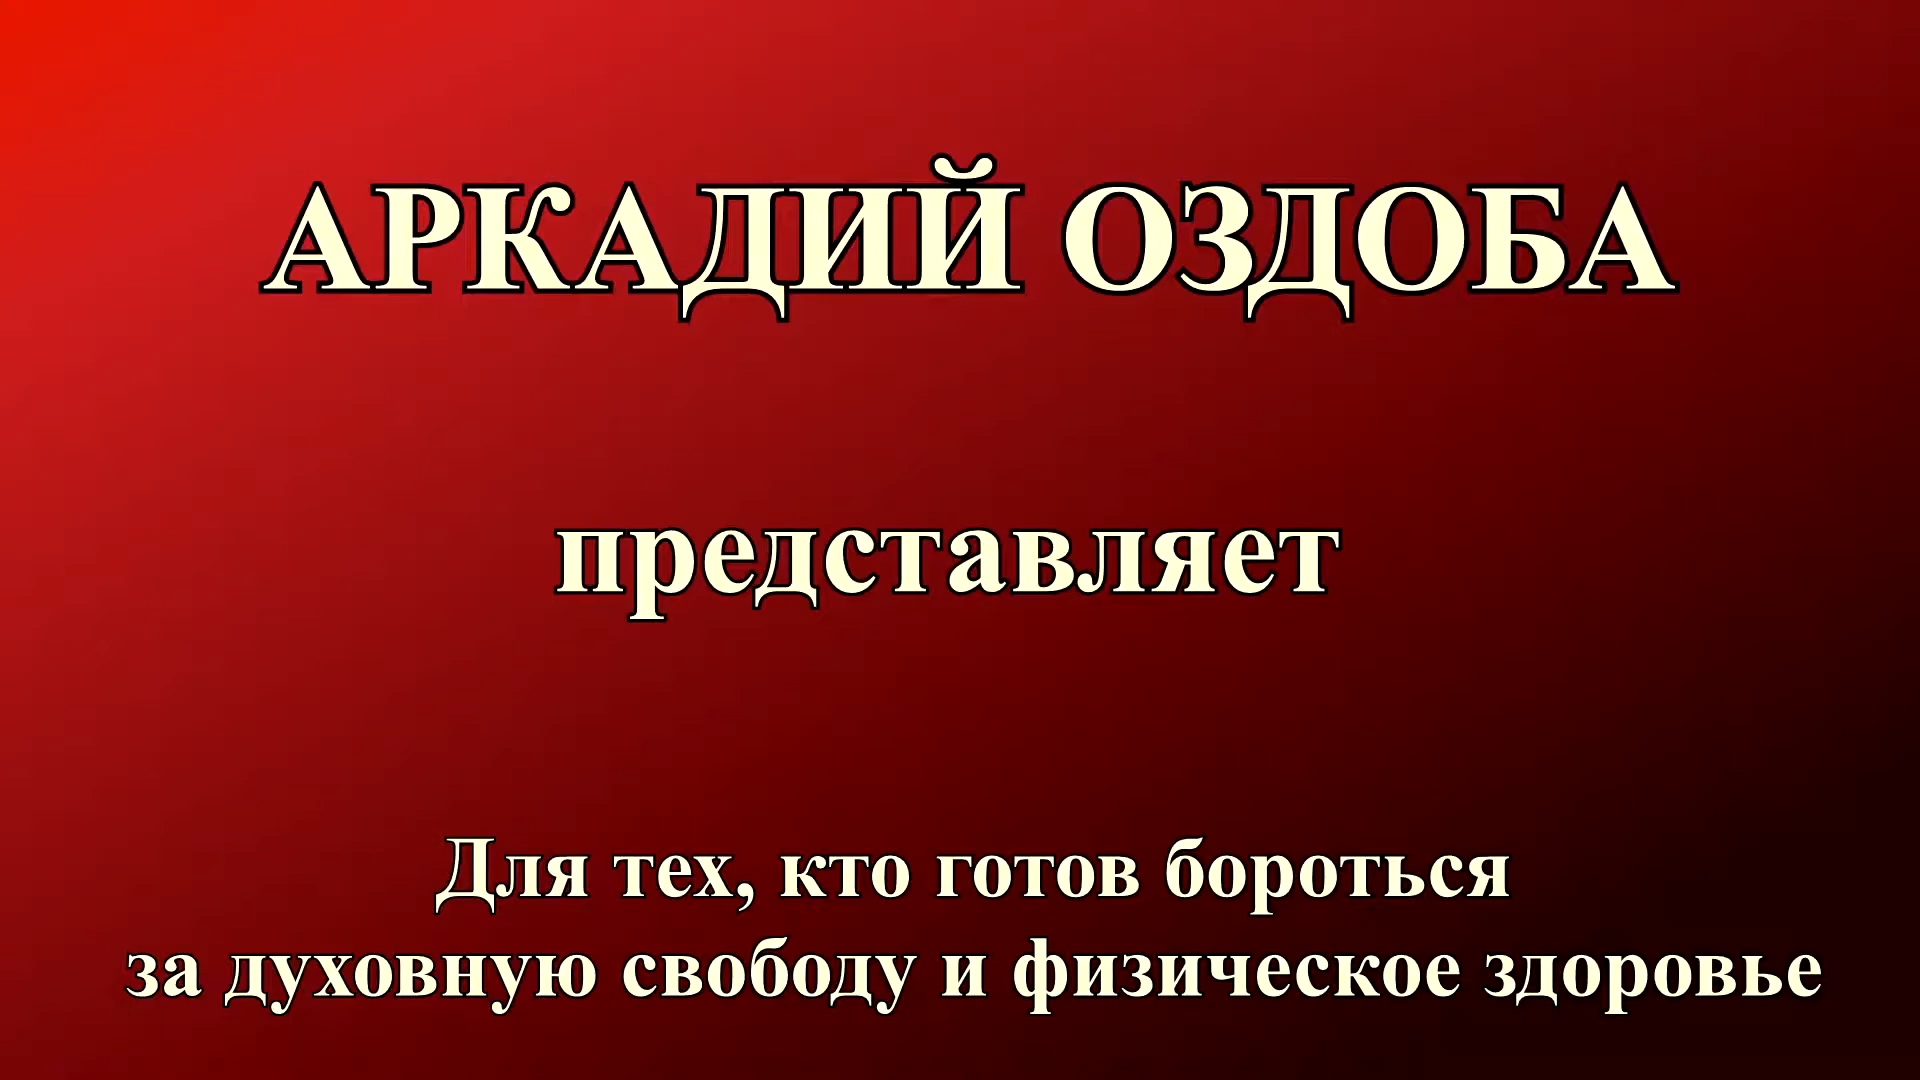 АРКАДИЙ ОЗДОБА
представляет
Для тех, кто готов бороться
за духовную свободу и физическое здоровье